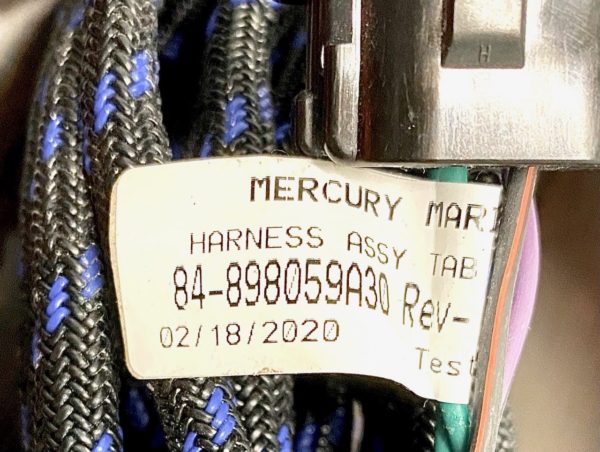 H
MERCURY MARI
HARNESS ASSY TAB
84-898059A30 Rev-
02/18/2020
Test